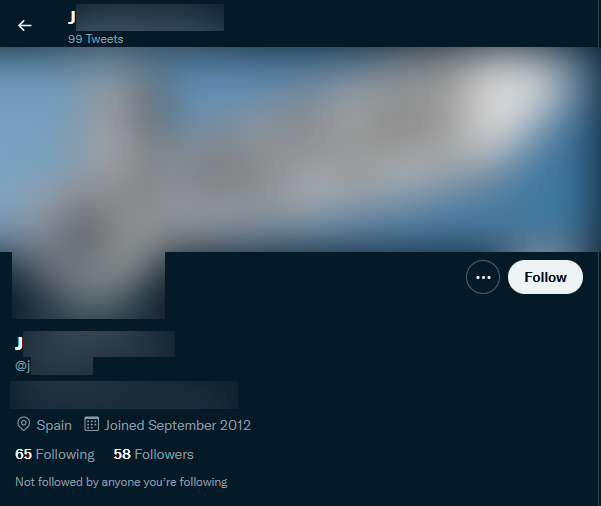 J
99 Tweets
Follow
J
@j
Spain Joined September 2012
65 Following 58 Followers
Not followed by anyone you're following